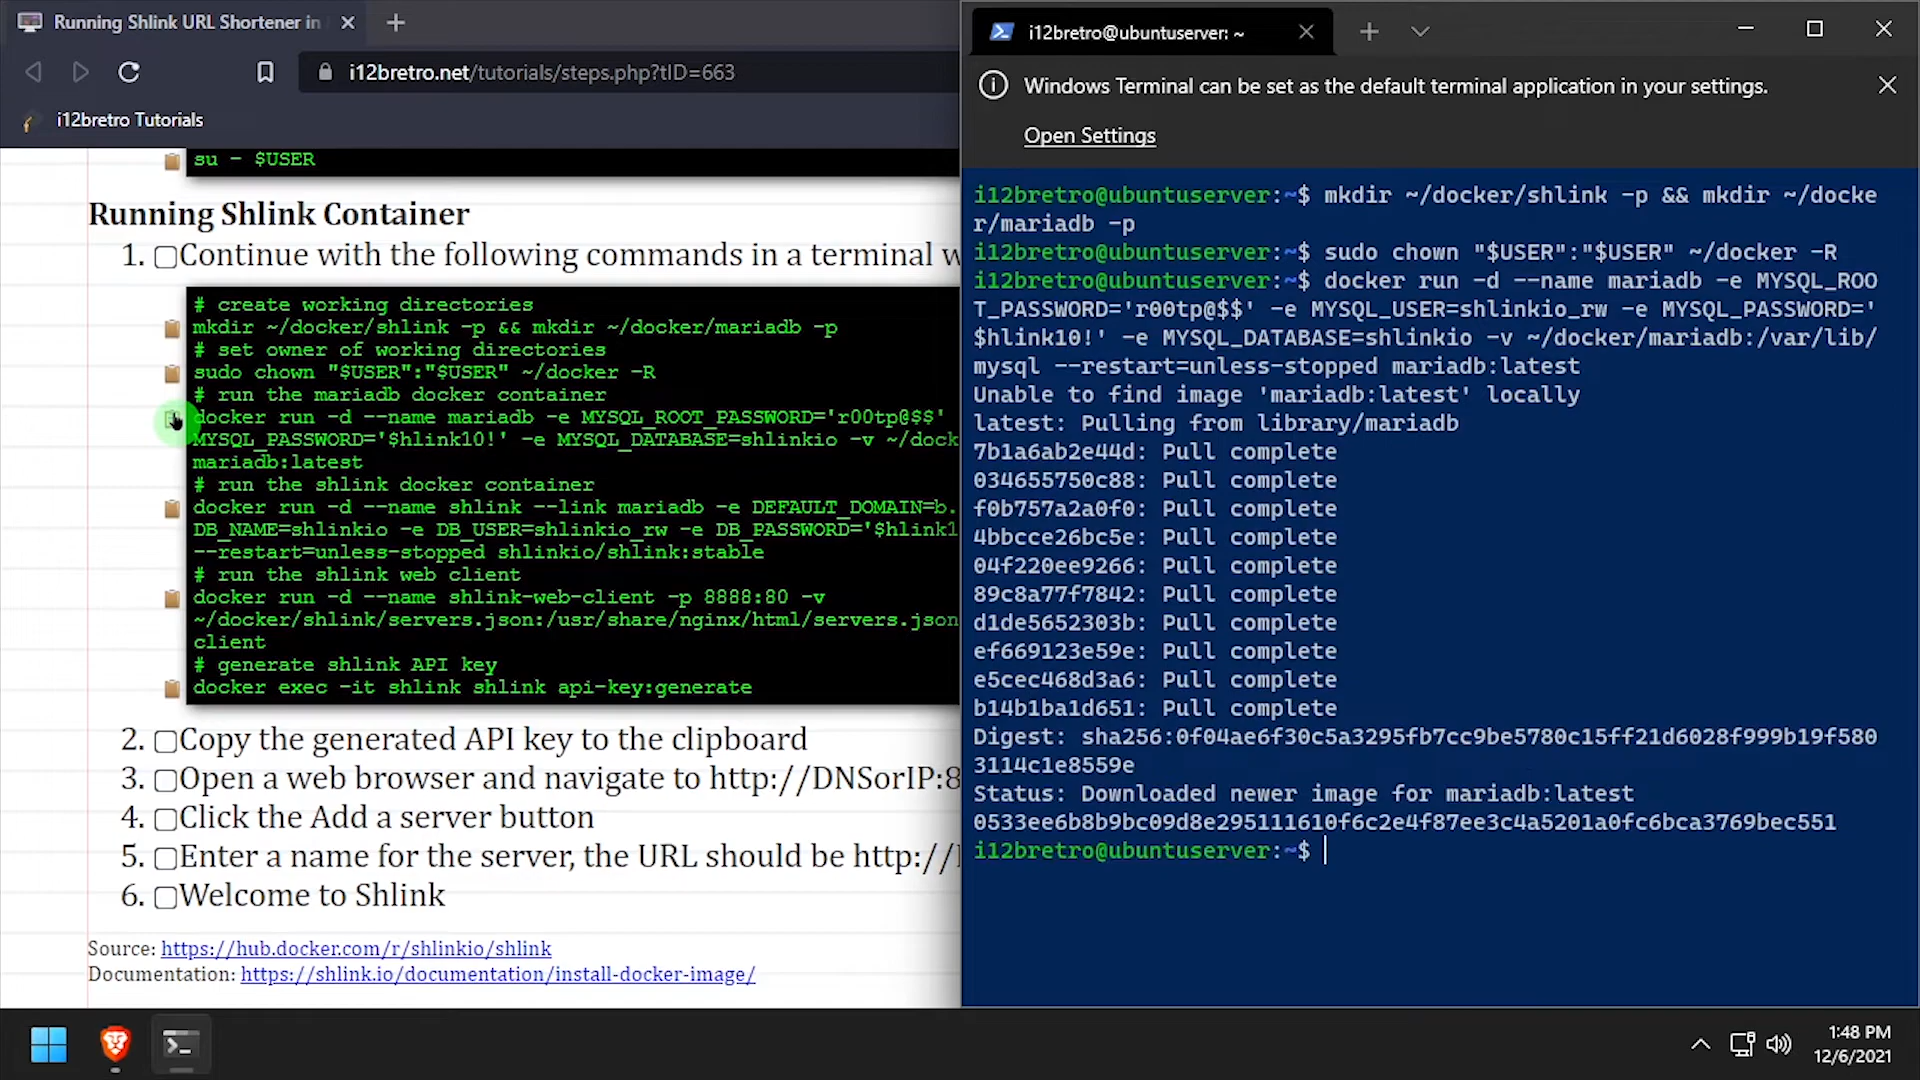 Running Shlink URL Shortener in
i12bretro.net/tutorials/steps.php?tID=663
i12bretro Tutorials
su - $USER
Running Shlink Container
1. Continue with the following commands in a terminal w
# create working directories
mkdir ~/docker/shlink -p && mkdir ~/docker/mariadb -p
# set owner of working directories
sudo chown "$USER":"$USER" ~/docker -R
# run the mariadb docker container
docker run -d --name mariadb -e MYSQL_ROOT_PASSWORD='r00tp@$$'
MYSQL_PASSWORD='$hlink10!' -e MYSQL_DATABASE=shlinkio -v ~/dock
mariadb:latest
# run the shlink docker container
docker run -d --name shlink --link mariadb -e DEFAULT_DOMAIN=b.
DB_NAME=shlinkio -e DB_USER=shlinkio_rw -e DB_PASSWORD='$hlink1
--restart=unless-stopped shlinkio/shlink:stable
# run the shlink web client
docker run -d --name shlink-web-client -p 8888:80 -v
~/docker/shlink/servers.json:/usr/share/nginx/html/servers.json
client
# generate shlink API key
docker exec -it shlink shlink api-key:generate
2. Copy the generated API key to the clipboard
3. Open a web browser and navigate to http://DNSorIP:8
4. Click the Add a server button
5. Enter a name for the server, the URL should be http://
6. Welcome to Shlink
Source: https://hub.docker.com/r/shlinkio/shlink
Documentation: https://shlink.io/documentation/install-docker-image/
i12bretro@ubuntuserver: ~
Windows Terminal can be set as the default terminal application in your settings.
Open Settings
i12bretro@ubuntuserver:~$ mkdir ~/docker/shlink -p && mkdir ~/docke
r/mariadb -p
i12bretro@ubuntuserver:~$ sudo chown "$USER":"$USER" ~/docker -R
i12bretro@ubuntuserver:~$ docker run -d --name mariadb -e MYSQL_ROO
T_PASSWORD='r00tp@$$' -e MYSQL_USER=shlinkio_rw -e MYSQL_PASSWORD='
$hlink10!' -e MYSQL_DATABASE=shlinkio -v ~/docker/mariadb:/var/lib/
mysql --restart=unless-stopped mariadb:latest
Unable to find image 'mariadb:latest' locally
latest: Pulling from library/mariadb
7b1a6ab2e44d: Pull complete
034655750c88: Pull complete
f0b757a2a0f0: Pull complete
4bbcce26bc5e: Pull complete
04f220ee9266: Pull complete
89c8a77f7842: Pull complete
d1de5652303b: Pull complete
ef669123e59e: Pull complete
e5cec468d3a6: Pull complete
b14b1ba1d651: Pull complete
Digest: sha256:0f04ae6f30c5a3295fb7cc9be5780c15ff21d6028f999b19f580
3114c1e8559e
Status: Downloaded newer image for mariadb:latest
0533ee6b8b9bc09d8e295111610f6c2e4f87ee3c4a5201a0fc6bca3769bec551
i12bretro@ubuntuserver:~$
1:48 PM
12/6/2021